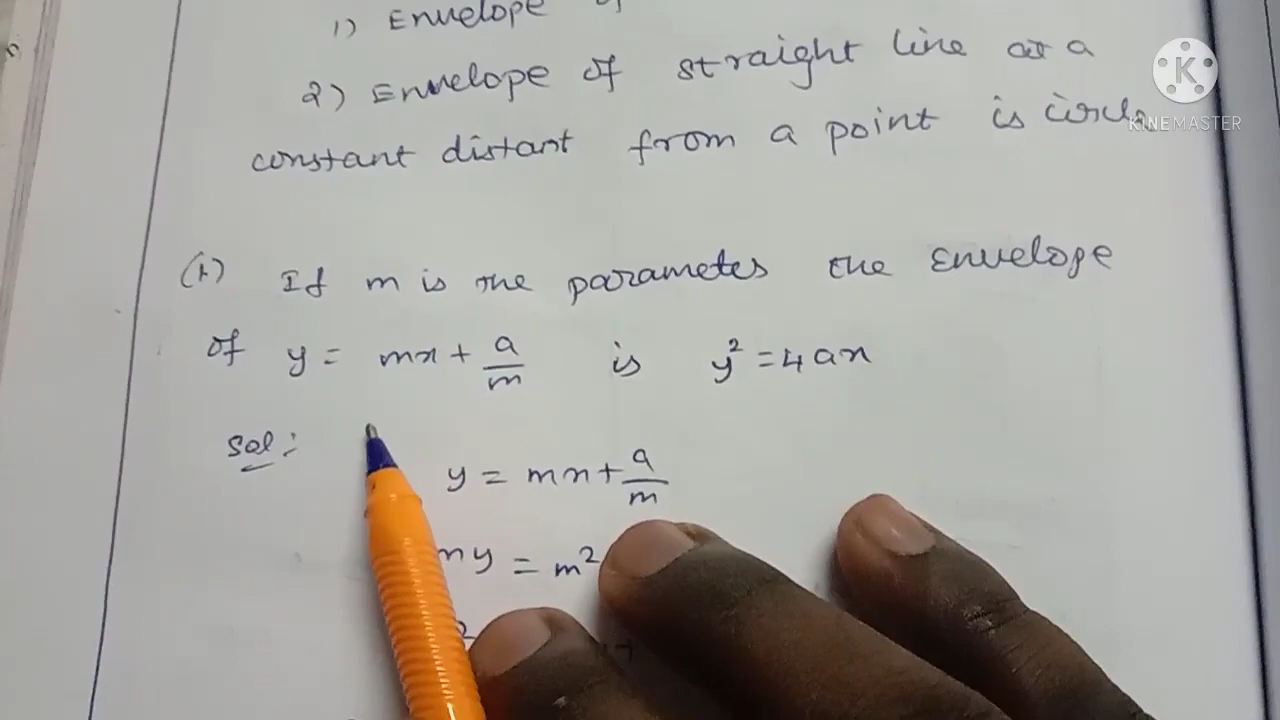 1) Envelope
2) Envelope of straight line at a
K
KINEMASTER
constant distant from a point is circle
(1) If m is the parameter the envelope
of y = mx + a/m is y² = 4ax
Sol:
y = mx + a/m
my = m²
2